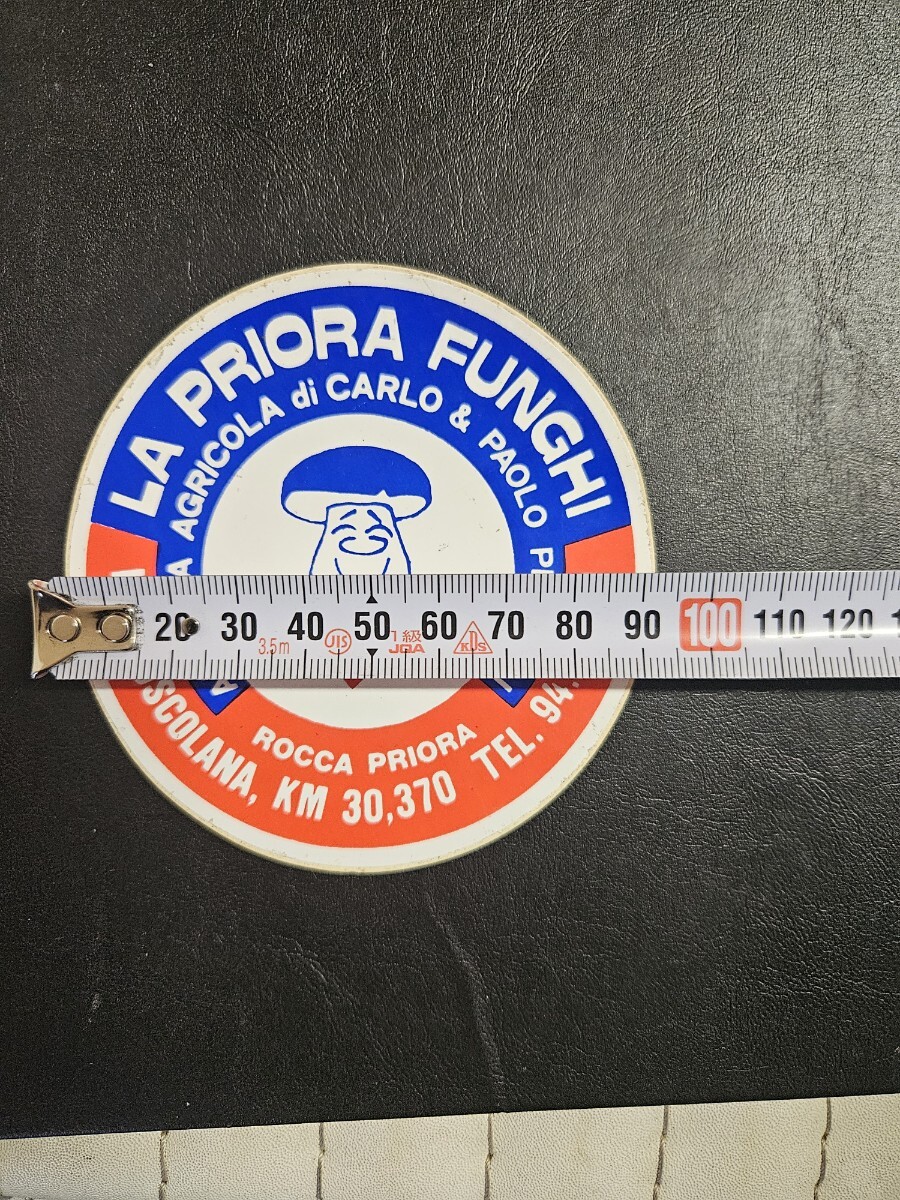 LA PRIORA FUNGHI
AGRICOLA di CARLO & PAOLO
20 30 40 50 60 70 80 90 100 110 120
3.5m JIS 1級 JQA KDS
ROCCA PRIORA
KM 30,370 TEL. 94